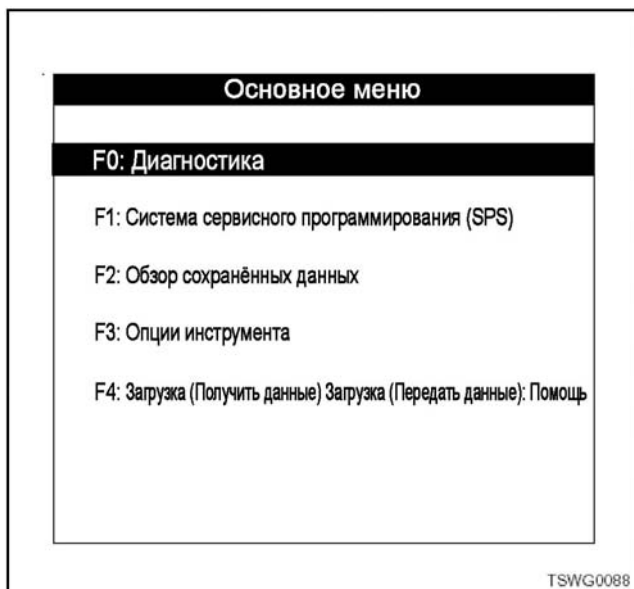 Основное меню
F0: Диагностика
F1: Система сервисного программирования (SPS)
F2: Обзор сохранённых данных
F3: Опции инструмента
F4: Загрузка (Получить данные) Загрузка (Передать данные): Помощь
TSWG0088